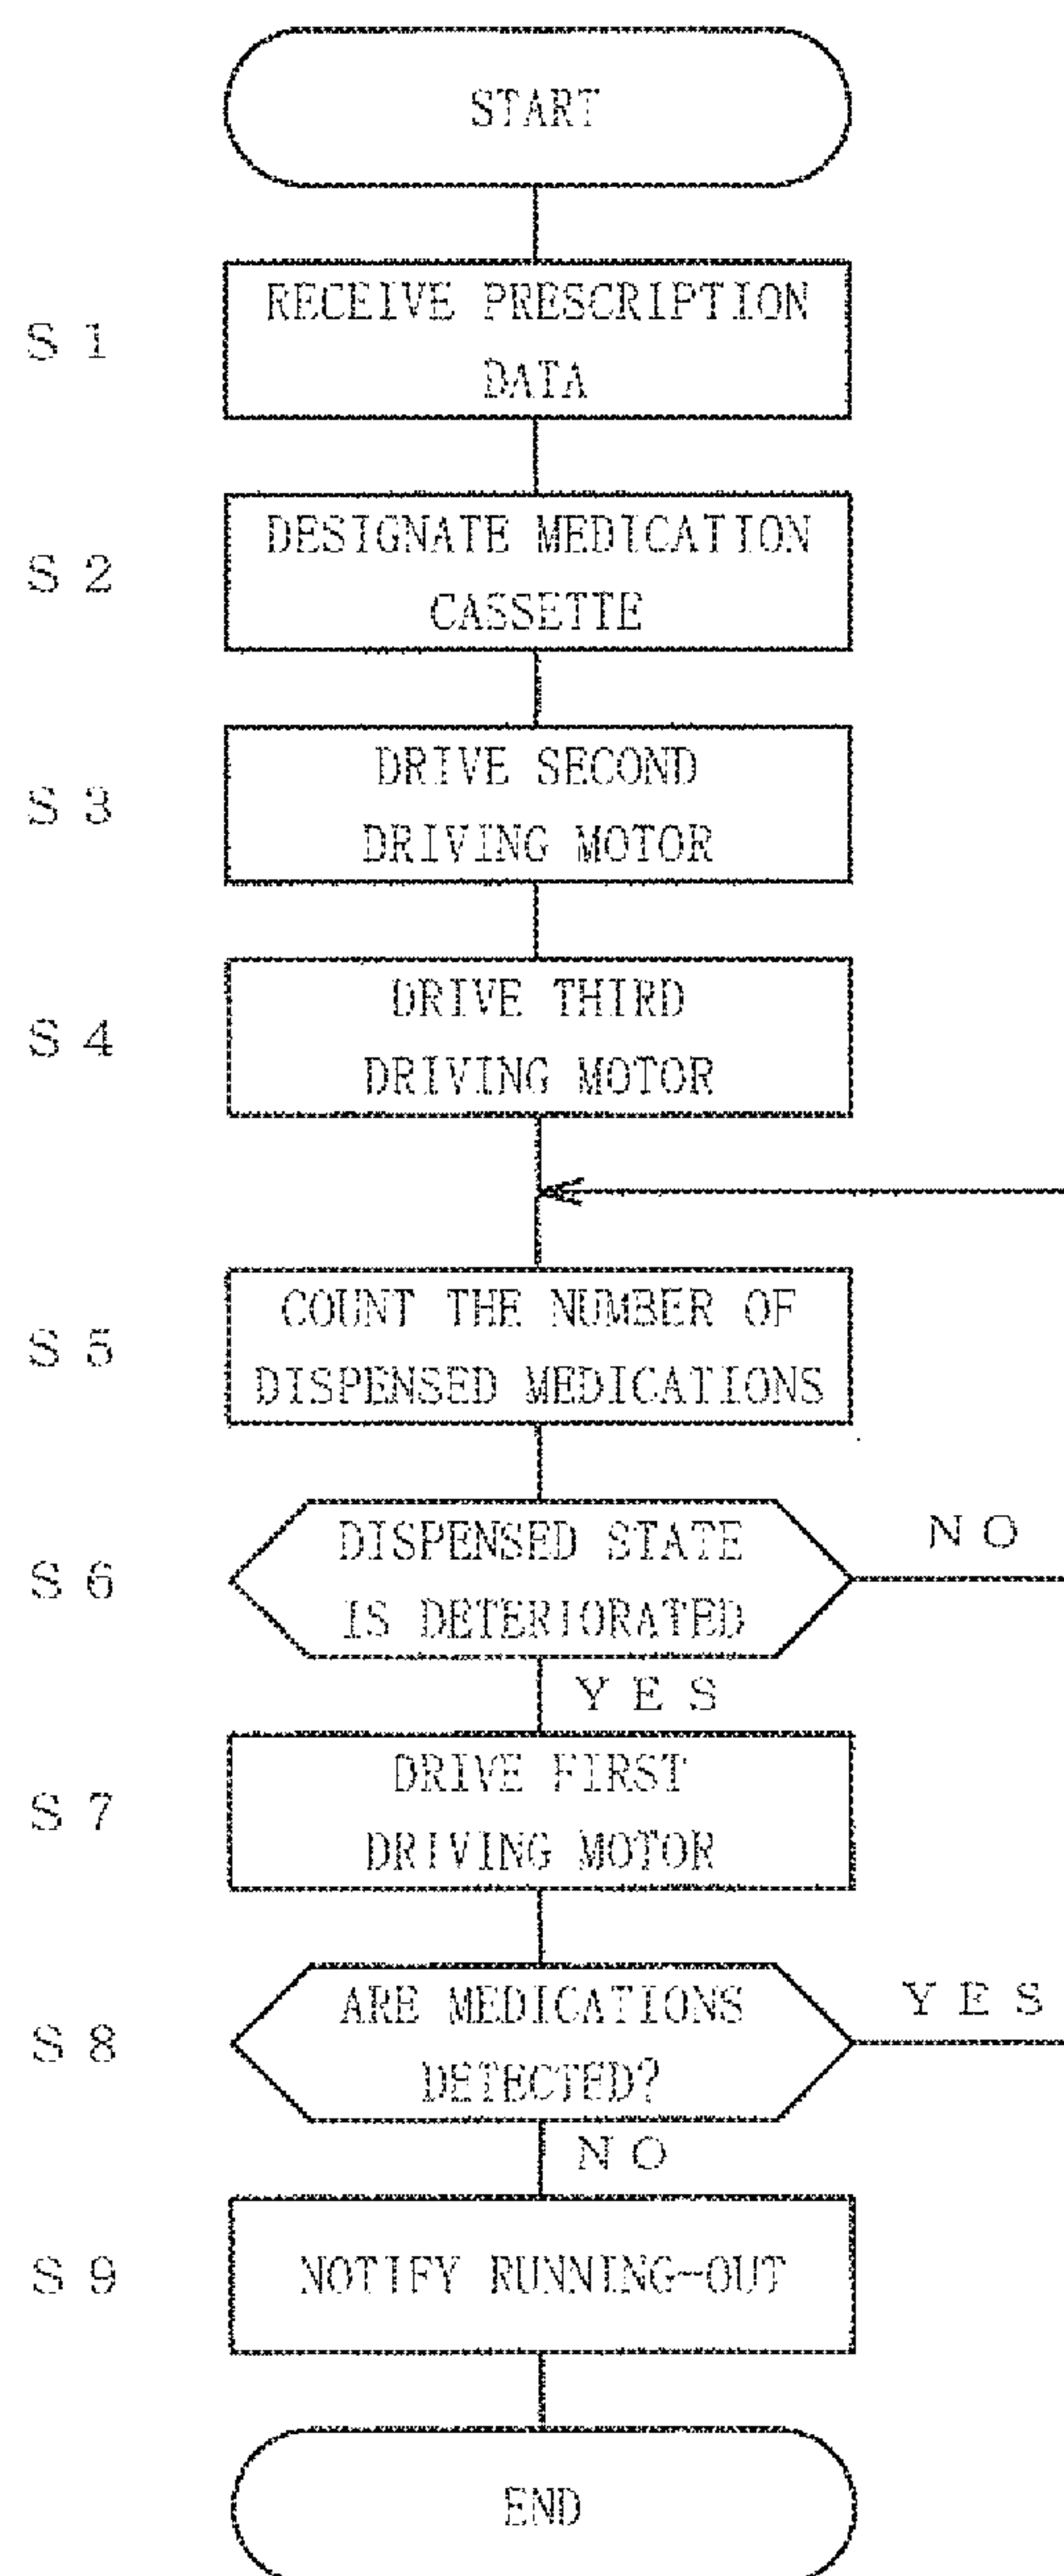 START
S 1
RECEIVE PRESCRIPTION
DATA
S 2
DESIGNATE MEDICATION
CASSETTE
S 3
DRIVE SECOND
DRIVING MOTOR
S 4
DRIVE THIRD
DRIVING MOTOR
S 5
COUNT THE NUMBER OF
DISPENSED MEDICATIONS
S 6
DISPENSED STATE
IS DETERIORATED
NO
YES
S 7
DRIVE FIRST
DRIVING MOTOR
S 8
ARE MEDICATIONS
DETECTED?
YES
NO
S 9
NOTIFY RUNNING-OUT
END